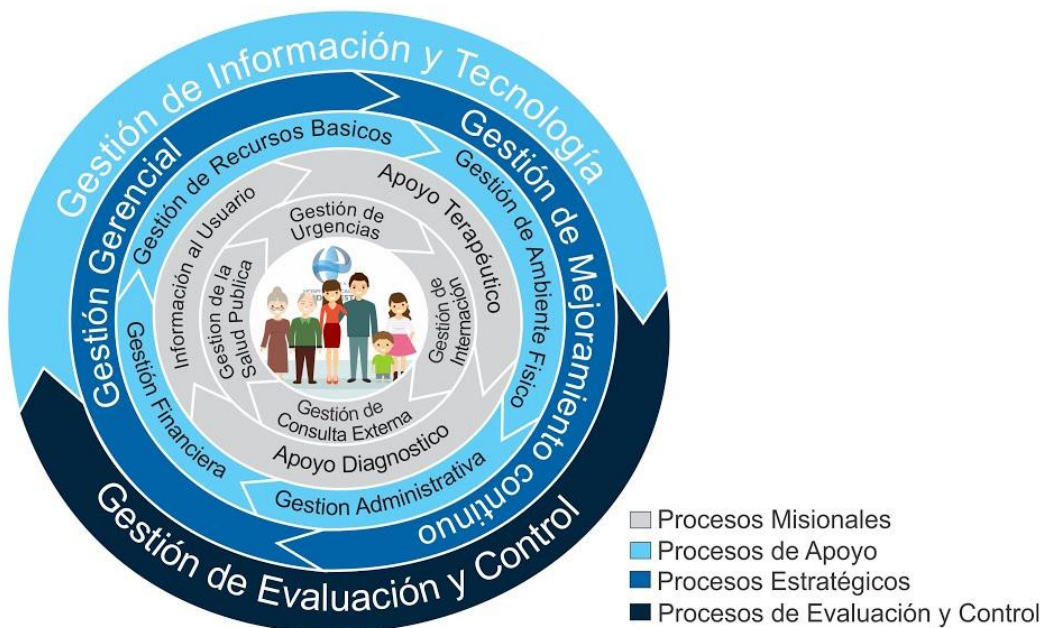 Gestión de Información y Tecnología
Gestión Gerencial
Gestión de Mejoramiento continuo
Gestión de Evaluación y Control
Gestión de Recursos Basicos
Gestión de Ambiente Físico
Gestion Administrativa
Gestión Financiera
Información al Usuario
Apoyo Terapéutico
Apoyo Diagnostico
Gestión de
Urgencias
Gestión de
Internación
Gestión de
Consulta Externa
Gestion de la
Salud Publica
Procesos Misionales
Procesos de Apoyo
Procesos Estratégicos
Procesos de Evaluación y Control